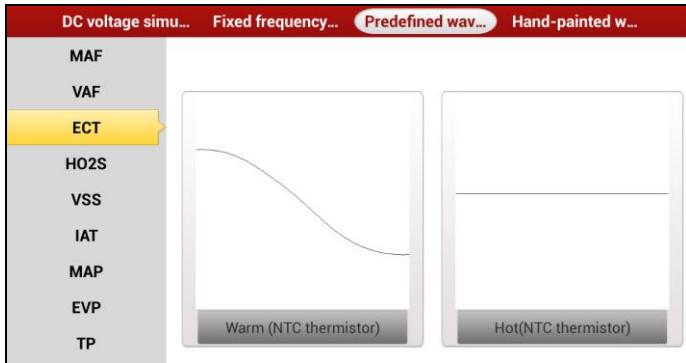 DC voltage simu... Fixed frequency... Predefined wav... Hand-painted w...
MAF
VAF
ECT
HO2S
VSS
IAT
MAP
EVP
TP
Warm (NTC thermistor) Hot(NTC thermistor)